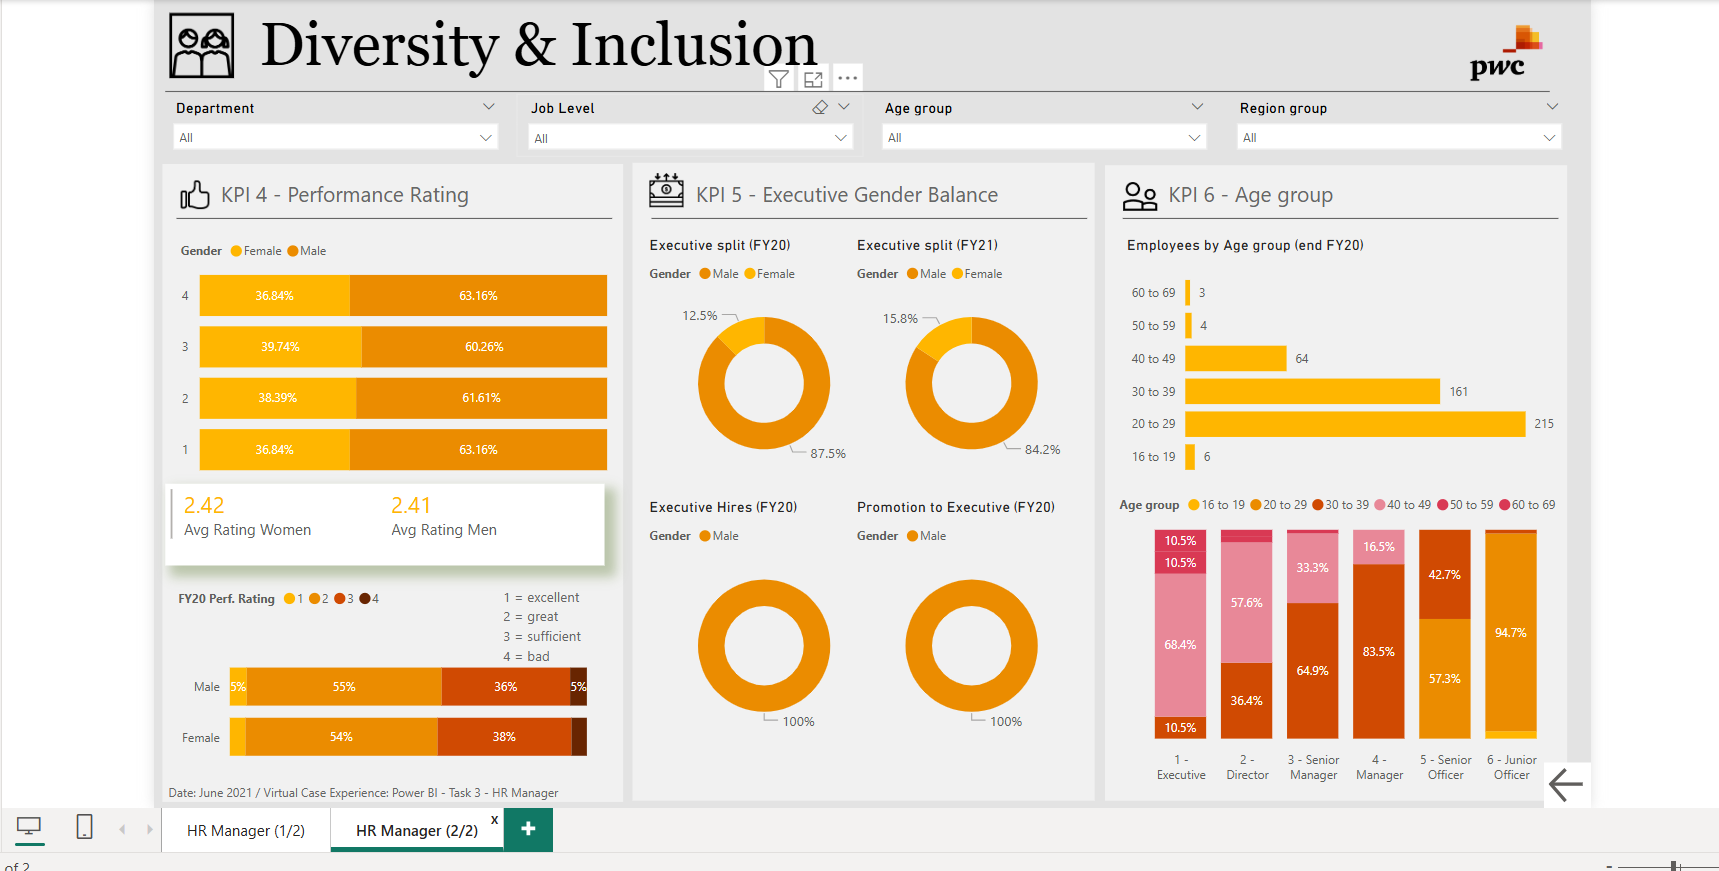 Diversity & Inclusion
pwc
Department
All
Job Level
All
Age group
All
Region group
All
KPI 4 - Performance Rating
Gender Female Male
4 36.84% 63.16%
3 39.74% 60.26%
2 38.39% 61.61%
1 36.84% 63.16%
2.42
Avg Rating Women
2.41
Avg Rating Men
FY20 Perf. Rating 1 2 3 4
1 = excellent
2 = great
3 = sufficient
4 = bad
Male 5% 55% 36% 5%
Female 54% 38%
Date: June 2021 / Virtual Case Experience: Power BI - Task 3 - HR Manager
KPI 5 - Executive Gender Balance
Executive split (FY20)
Gender Male Female
12.5%
87.5%
Executive split (FY21)
Gender Male Female
15.8%
84.2%
Executive Hires (FY20)
Gender Male
100%
Promotion to Executive (FY20)
Gender Male
100%
KPI 6 - Age group
Employees by Age group (end FY20)
60 to 69 3
50 to 59 4
40 to 49 64
30 to 39 161
20 to 29 215
16 to 19 6
Age group 16 to 19 20 to 29 30 to 39 40 to 49 50 to 59 60 to 69
10.5%
10.5%
68.4%
10.5%
1 -
Executive
57.6%
36.4%
2 -
Director
33.3%
64.9%
3 - Senior
Manager
16.5%
83.5%
4 -
Manager
42.7%
57.3%
5 - Senior
Officer
94.7%
6 - Junior
Officer
HR Manager (1/2)
HR Manager (2/2)
x
+
of 2
-